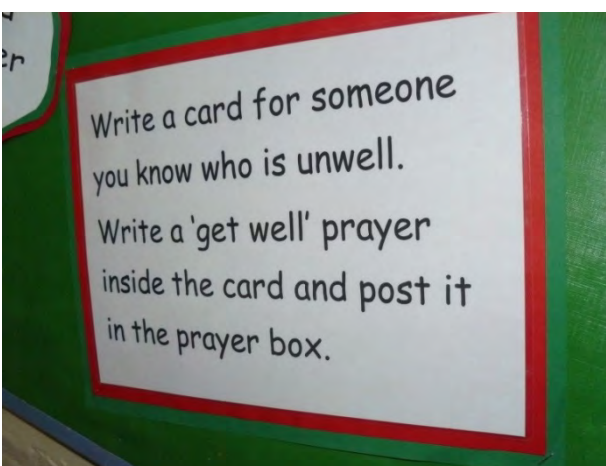 er
Write a card for someone
you know who is unwell.
Write a 'get well' prayer
inside the card and post it
in the prayer box.